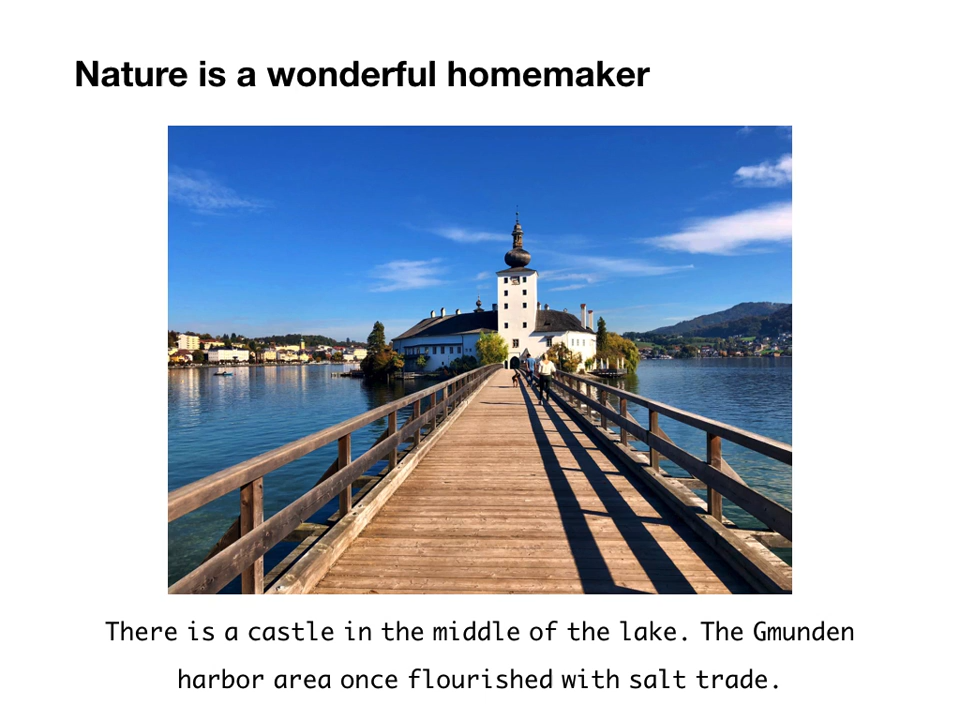 Nature is a wonderful homemaker
There is a castle in the middle of the lake. The Gmunden
harbor area once flourished with salt trade.